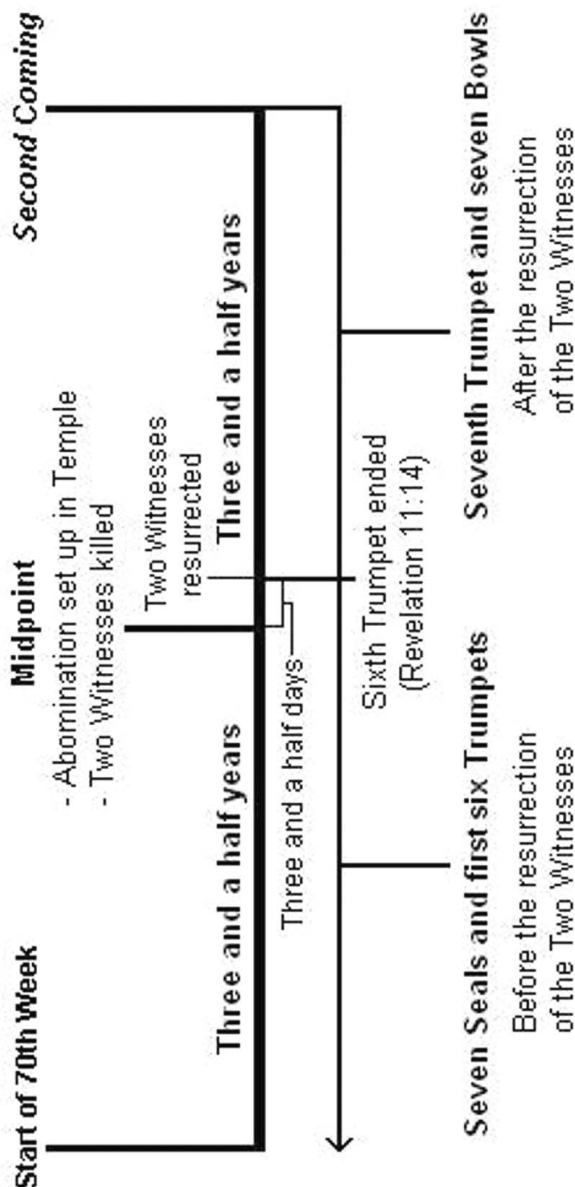 Start of 70th Week
Midpoint
- Abomination set up in Temple
- Two Witnesses killed
Second Coming
Two Witnesses
resurrected
Three and a half years
Three and a half years
Three and a half days
Sixth Trumpet ended
(Revelation 11:14)
Seven Seals and first six Trumpets
Before the resurrection
of the Two Witnesses
Seventh Trumpet and seven Bowls
After the resurrection
of the Two Witnesses